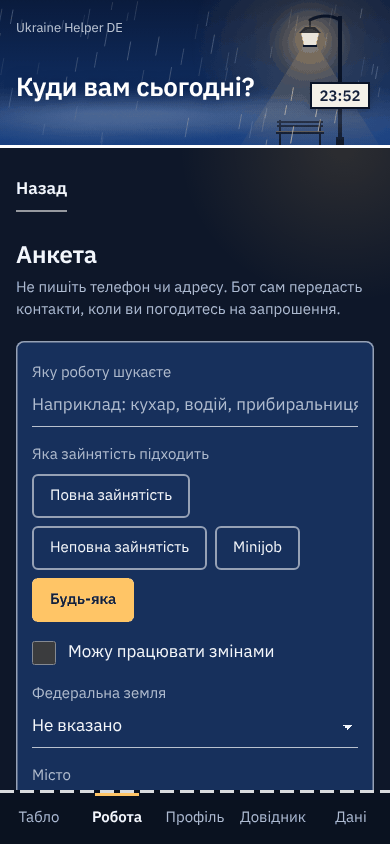 Ukraine Helper DE
Куди вам сьогодні?
23:52
Назад
Анкета
Не пишіть телефон чи адресу. Бот сам передасть
контакти, коли ви погодитесь на запрошення.
Яку роботу шукаєте
Наприклад: кухар, водій, прибиральниця
Яка зайнятість підходить
Повна зайнятість
Неповна зайнятість Minijob
Будь-яка
Можу працювати змінами
Федеральна земля
Не вказано
Місто
Табло Робота Профіль Довідник Дані